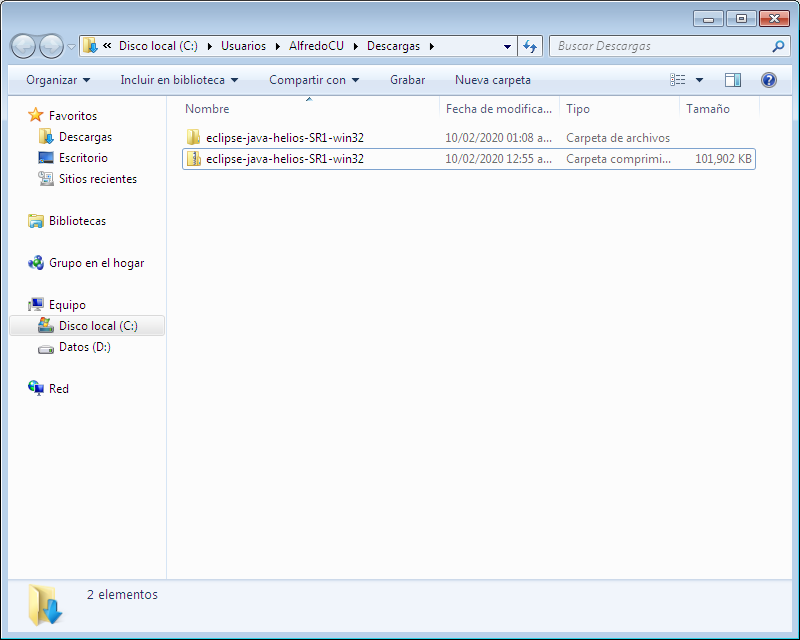 « Disco local (C:) Usuarios AlfredoCU Descargas
Buscar Descargas
Organizar Incluir en biblioteca Compartir con Grabar Nueva carpeta
Favoritos
Descargas
Escritorio
Sitios recientes
Bibliotecas
Grupo en el hogar
Equipo
Disco local (C:)
Datos (D:)
Red
Nombre Fecha de modifica... Tipo Tamaño
eclipse-java-helios-SR1-win32 10/02/2020 01:08 a... Carpeta de archivos
eclipse-java-helios-SR1-win32 10/02/2020 12:55 a... Carpeta comprimi... 101,902 KB
2 elementos